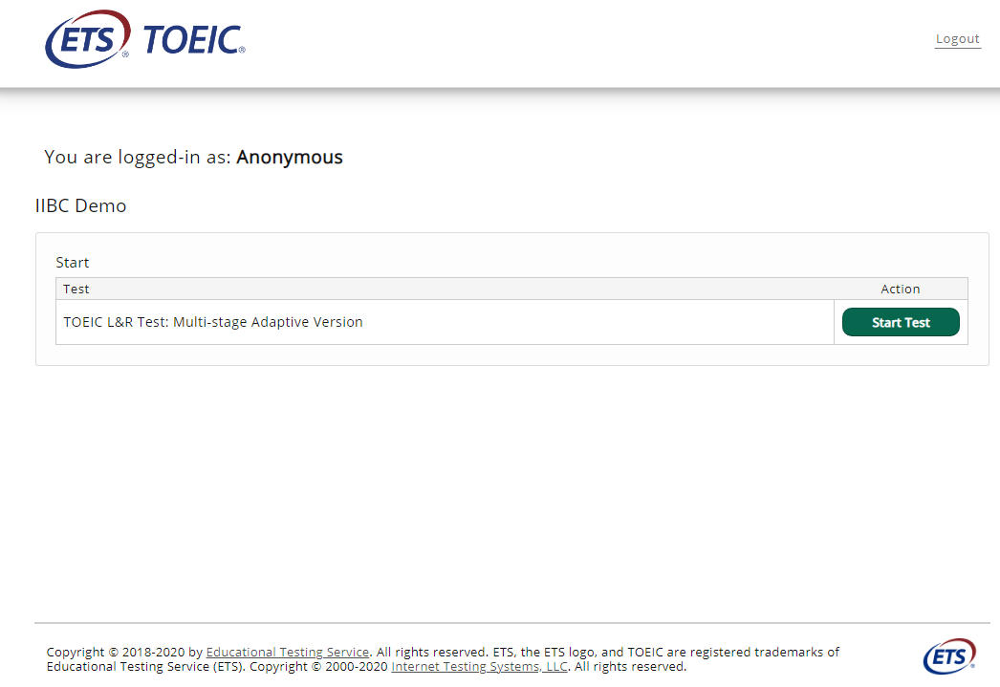 ETS® TOEIC®
Logout
You are logged-in as: Anonymous
IIBC Demo
Start
Test Action
TOEIC L&R Test: Multi-stage Adaptive Version Start Test
Copyright © 2018-2020 by Educational Testing Service. All rights reserved. ETS, the ETS logo, and TOEIC are registered trademarks of
Educational Testing Service (ETS). Copyright © 2000-2020 Internet Testing Systems, LLC. All rights reserved.
ETS®